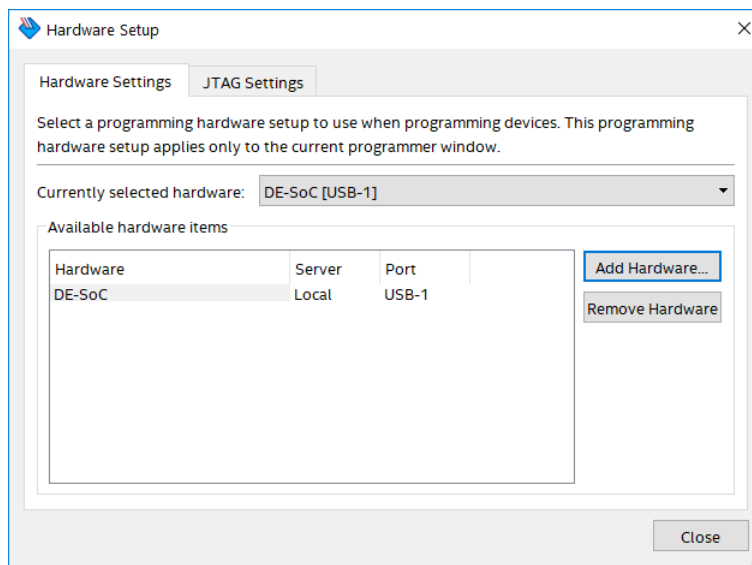 Hardware Setup
Hardware Settings
JTAG Settings
Select a programming hardware setup to use when programming devices. This programming
hardware setup applies only to the current programmer window.
Currently selected hardware: DE-SoC [USB-1]
Available hardware items
Hardware Server Port
DE-SoC Local USB-1
Add Hardware...
Remove Hardware
Close